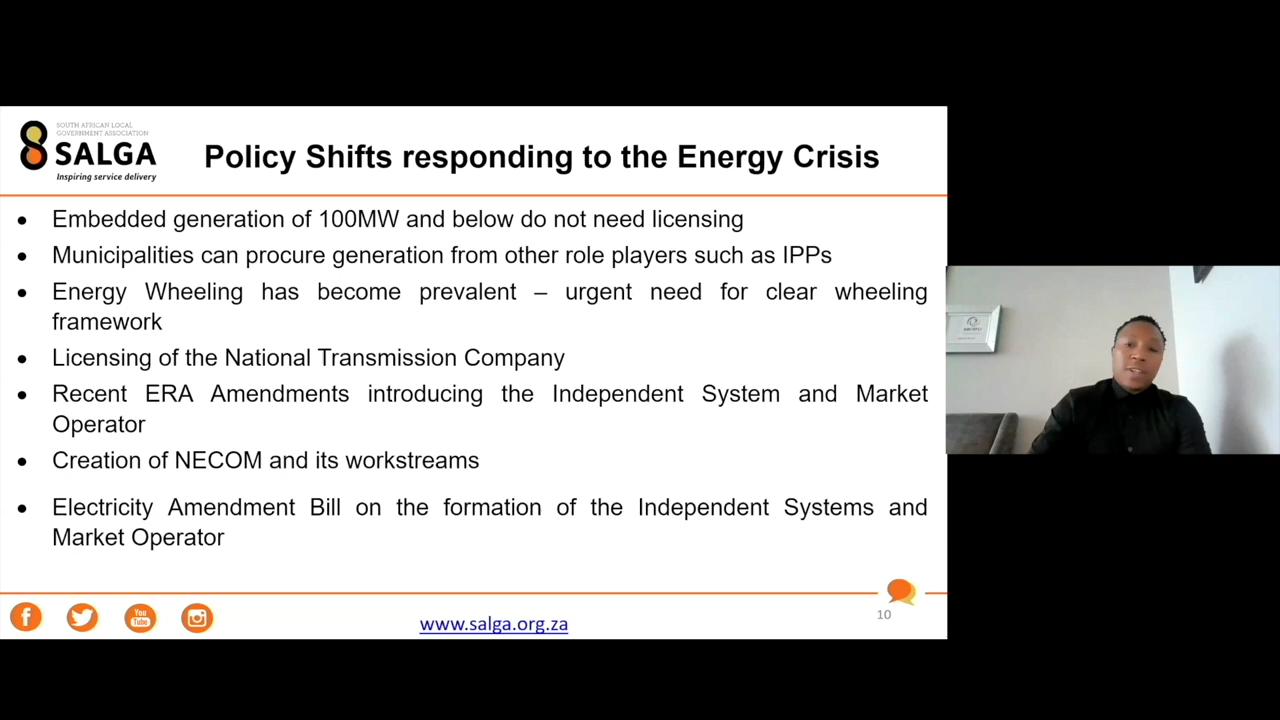 SOUTH AFRICAN LOCAL
GOVERNMENT ASSOCIATION
SALGA
Inspiring service delivery
Policy Shifts responding to the Energy Crisis
• Embedded generation of 100MW and below do not need licensing
• Municipalities can procure generation from other role players such as IPPs
• Energy Wheeling has become prevalent – urgent need for clear wheeling
framework
• Licensing of the National Transmission Company
• Recent ERA Amendments introducing the Independent System and Market
Operator
• Creation of NECOM and its workstreams
• Electricity Amendment Bill on the formation of the Independent Systems and
Market Operator
You
Tube
www.salga.org.za
10